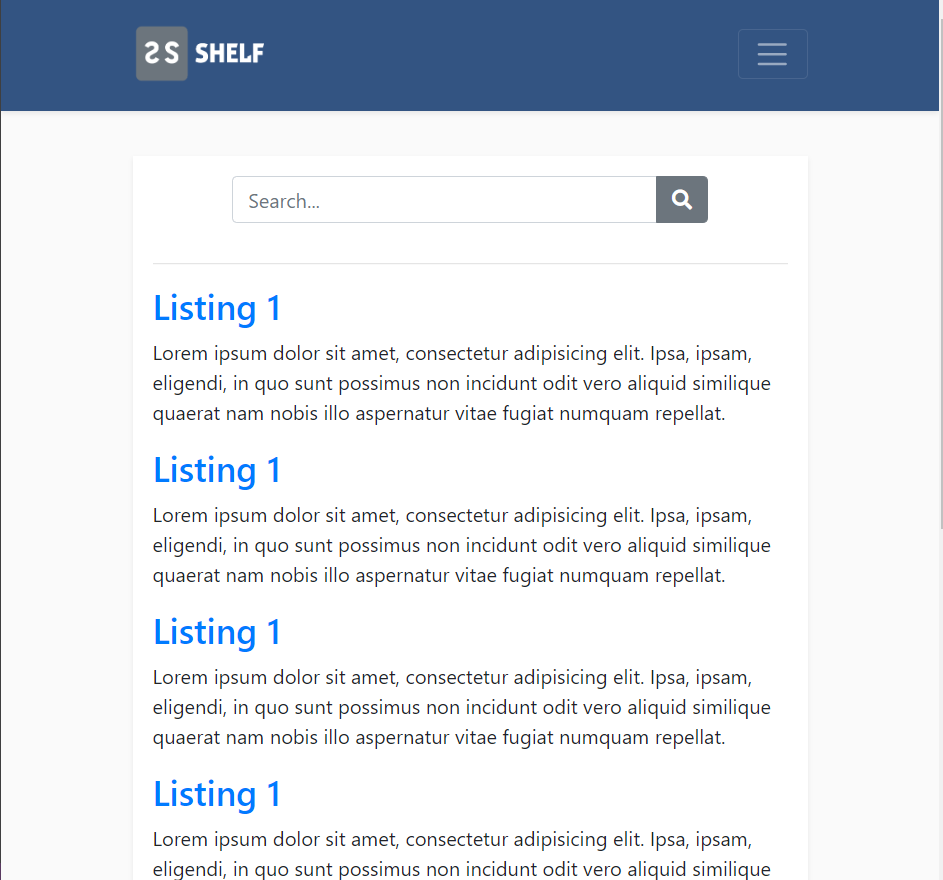 SS SHELF
Search...
Listing 1
Lorem ipsum dolor sit amet, consectetur adipisicing elit. Ipsa, ipsam,
eligendi, in quo sunt possimus non incidunt odit vero aliquid similique
quaerat nam nobis illo aspernatur vitae fugiat numquam repellat.
Listing 1
Lorem ipsum dolor sit amet, consectetur adipisicing elit. Ipsa, ipsam,
eligendi, in quo sunt possimus non incidunt odit vero aliquid similique
quaerat nam nobis illo aspernatur vitae fugiat numquam repellat.
Listing 1
Lorem ipsum dolor sit amet, consectetur adipisicing elit. Ipsa, ipsam,
eligendi, in quo sunt possimus non incidunt odit vero aliquid similique
quaerat nam nobis illo aspernatur vitae fugiat numquam repellat.
Listing 1
Lorem ipsum dolor sit amet, consectetur adipisicing elit. Ipsa, ipsam,
eligendi, in quo sunt possimus non incidunt odit vero aliquid similique